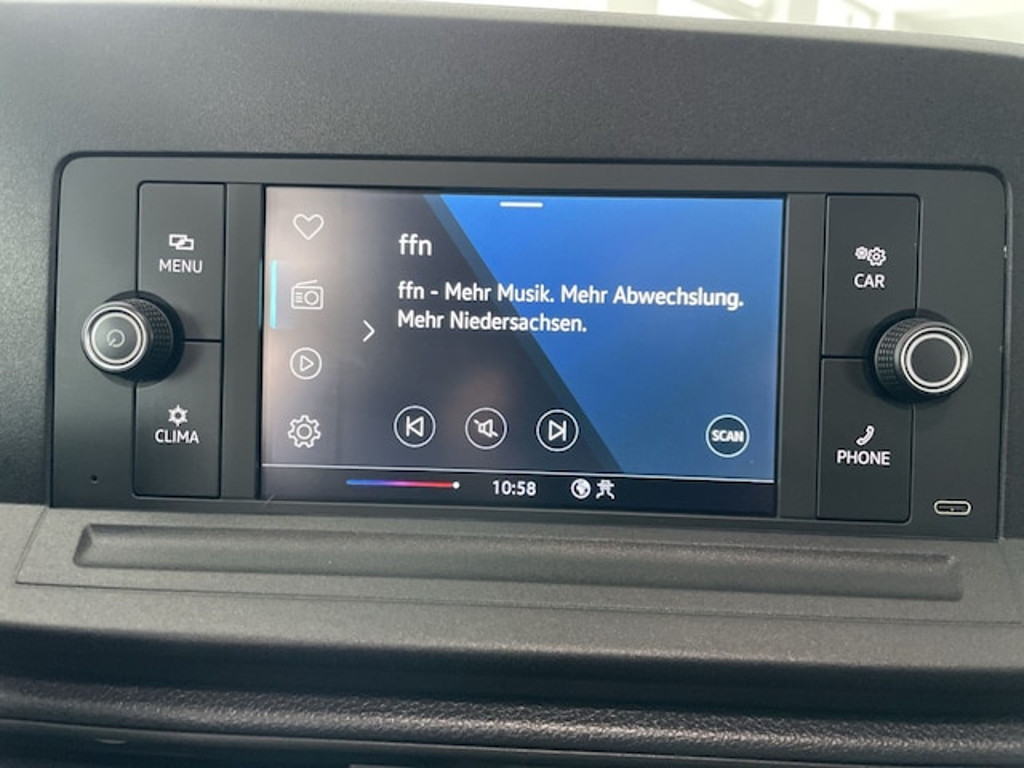 MENU
CLIMA
ffn
ffn - Mehr Musik. Mehr Abwechslung.
Mehr Niedersachsen.
SCAN
10:58
CAR
PHONE